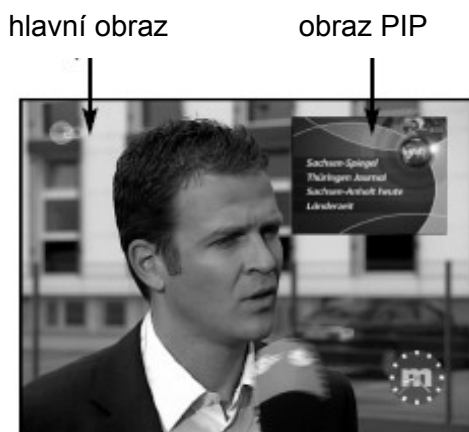 hlavní obraz
obraz PIP
Sachsen-Spiegel
Thüringen Journal
Sachsen-Anhalt heute
Länderzeit
m